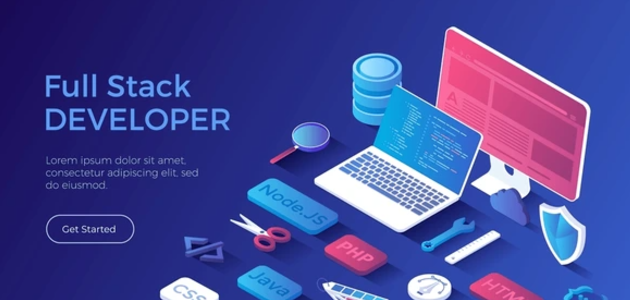 Full Stack
DEVELOPER
Lorem ipsum dolor sit amet,
consectetur adipiscing elit, sed
do eiusmod.
Get Started
Node.JS
PHP
Java
CSS
HTM
A